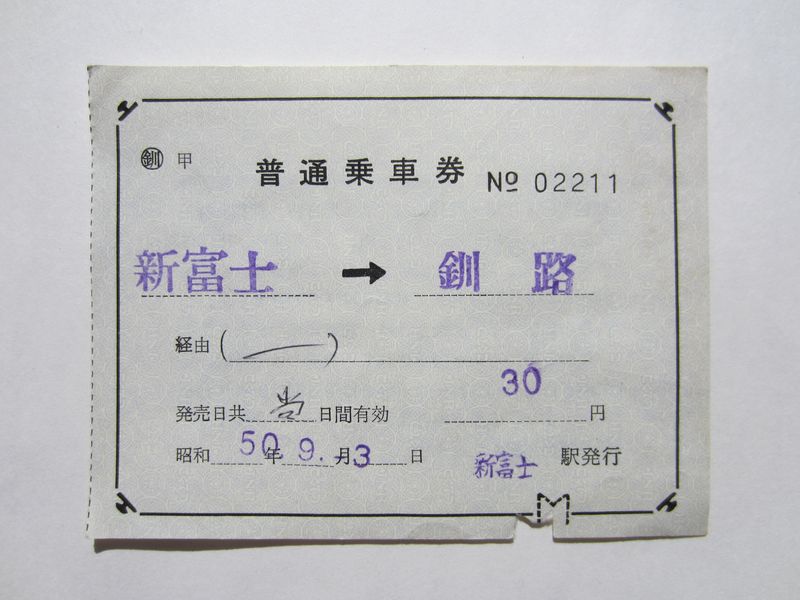 ㊙釧 甲 普通乗車券 № 02211
新富士 → 釧路
経由( ― )
発売日共 当 日間有効 30 円
昭和 50 年 9. 月 3 日 新富士 駅発行